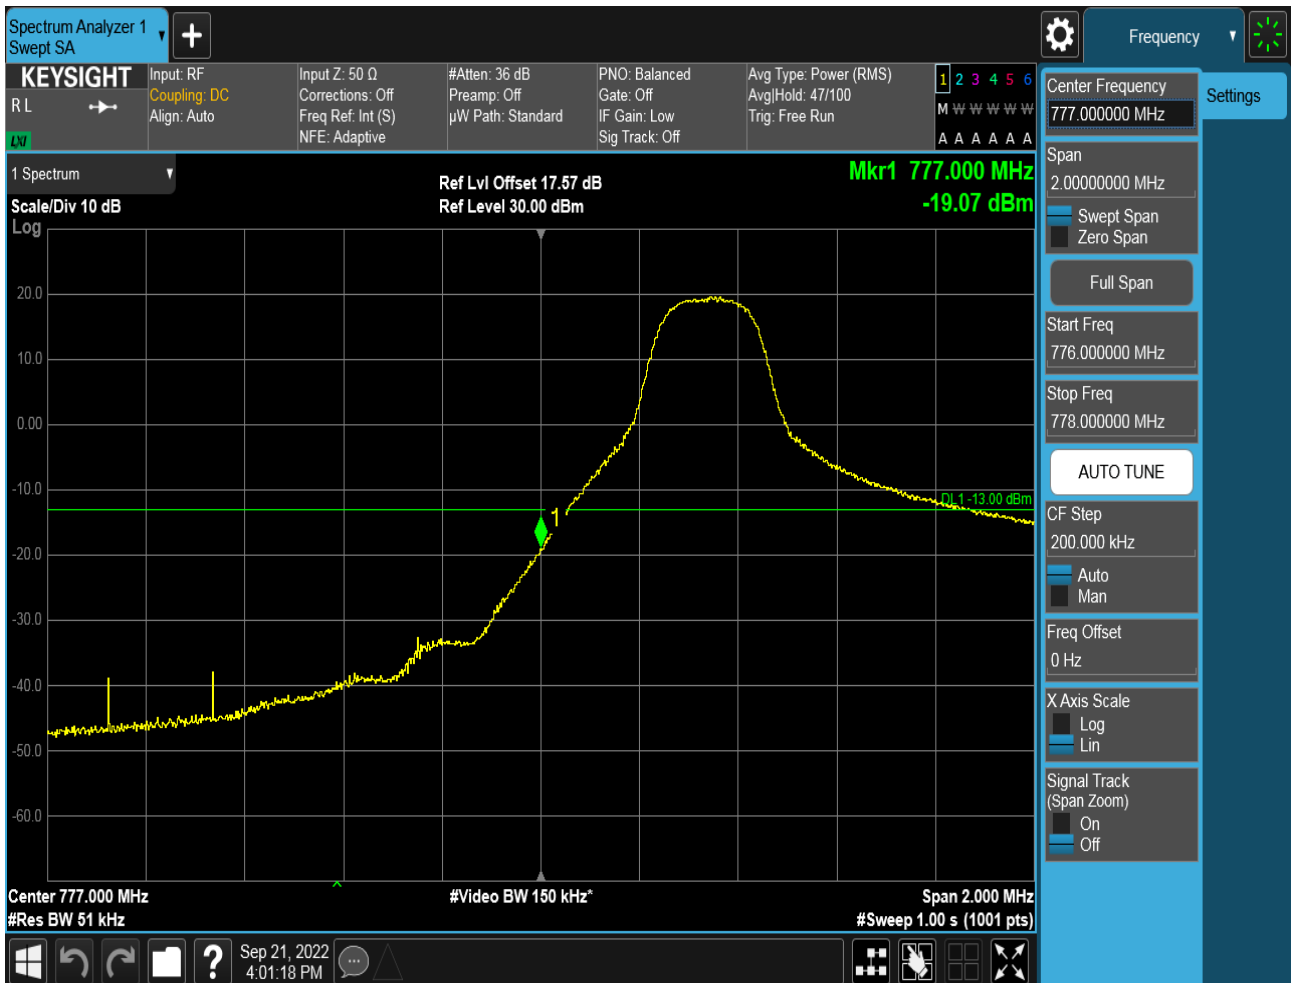 Spectrum Analyzer 1
Swept SA
Frequency
KEYSIGHT
R L
LXI
Input: RF
Coupling: DC
Align: Auto
Input Z: 50 Ω
Corrections: Off
Freq Ref: Int (S)
NFE: Adaptive
#Atten: 36 dB
Preamp: Off
µW Path: Standard
PNO: Balanced
Gate: Off
IF Gain: Low
Sig Track: Off
Avg Type: Power (RMS)
Avg|Hold: 47/100
Trig: Free Run
1 2 3 4 5 6
M W W W W W
A A A A A A
1 Spectrum
Scale/Div 10 dB
Log
Ref Lvl Offset 17.57 dB
Ref Level 30.00 dBm
Mkr1 777.000 MHz
-19.07 dBm
20.0
10.0
0.00
-10.0
DL1 -13.00 dBm
1
-20.0
-30.0
-40.0
-50.0
-60.0
Center 777.000 MHz
#Res BW 51 kHz
#Video BW 150 kHz*
Span 2.000 MHz
#Sweep 1.00 s (1001 pts)
Sep 21, 2022
4:01:18 PM
Center Frequency
777.000000 MHz
Settings
Span
2.00000000 MHz
Swept Span
Zero Span
Full Span
Start Freq
776.000000 MHz
Stop Freq
778.000000 MHz
AUTO TUNE
CF Step
200.000 kHz
Auto
Man
Freq Offset
0 Hz
X Axis Scale
Log
Lin
Signal Track
(Span Zoom)
On
Off